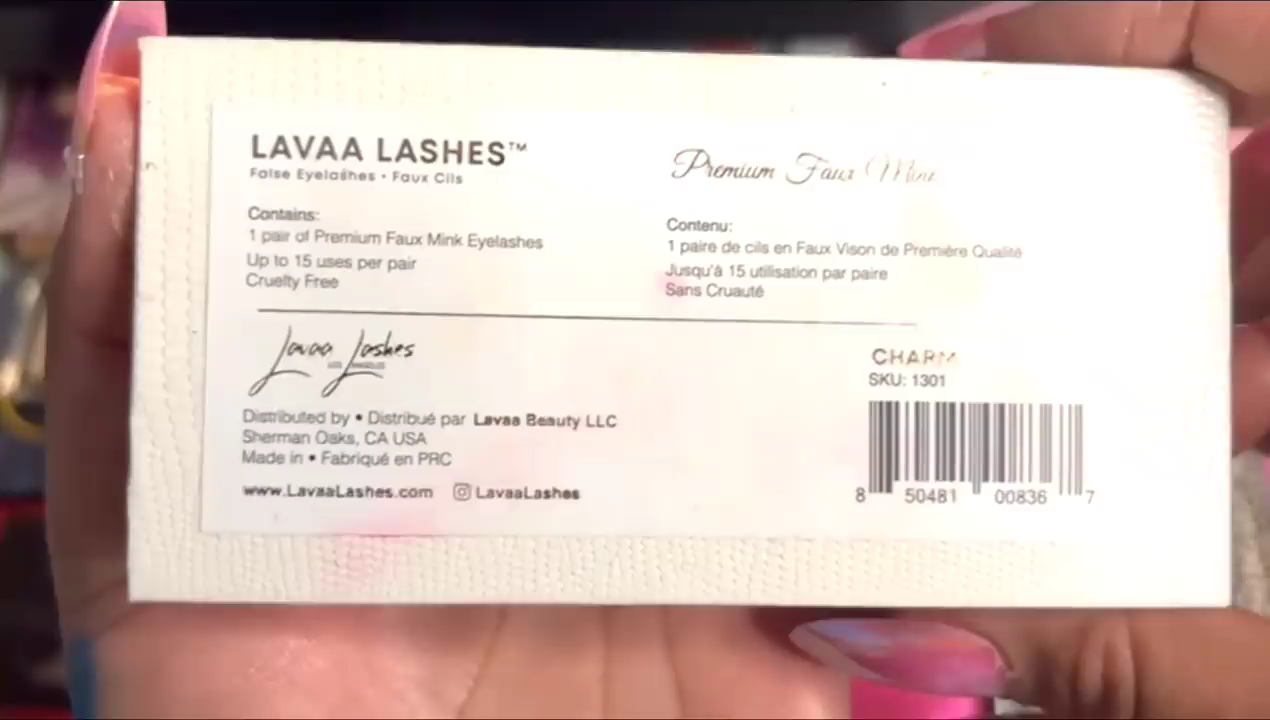 LAVAA LASHES™
False Eyelashes • Faux Cils
Premium Faux Mink
Contains:
1 pair of Premium Faux Mink Eyelashes
Up to 15 uses per pair
Cruelty Free
Contenu:
1 paire de cils en Faux Vison de Première Qualité
Jusqu'à 15 utilisation par paire
Sans Cruauté
Lavaa Lashes
LOS ANGELES
Distributed by • Distribué par Lavaa Beauty LLC
Sherman Oaks, CA USA
Made in • Fabriqué en PRC
www.LavaaLashes.com LavaaLashes
CHARM
SKU: 1301
8 50481 00836 7